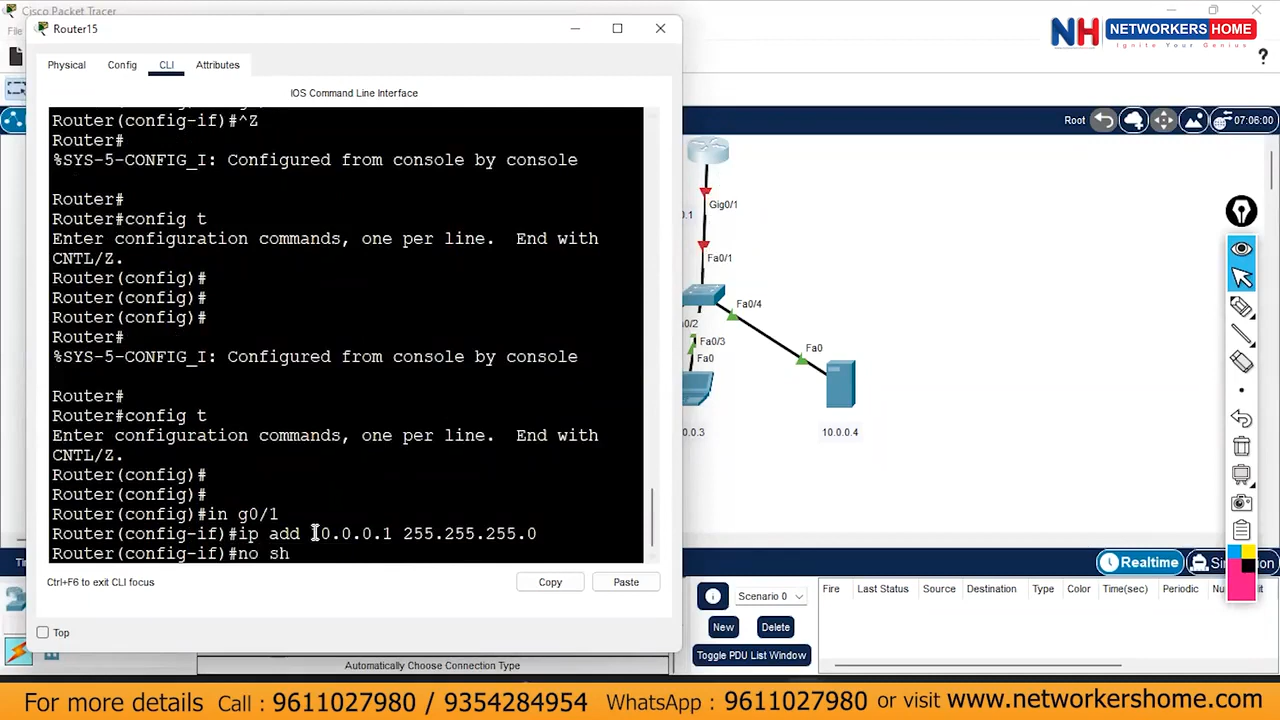 Cisco Packet Tracer
Router15
NH NETWORKERS HOME
Ignite Your Genius
File
Physical
Config
CLI
Attributes
IOS Command Line Interface
Router(config-if)#^Z
Router#
%SYS-5-CONFIG_I: Configured from console by console
Router#
Router#config t
Enter configuration commands, one per line. End with
CNTL/Z.
Router(config)#
Router(config)#
Router(config)#
Router#
%SYS-5-CONFIG_I: Configured from console by console
Router#
Router#config t
Enter configuration commands, one per line. End with
CNTL/Z.
Router(config)#
Router(config)#
Router(config)#in g0/1
Router(config-if)#ip add 10.0.0.1 255.255.255.0
Router(config-if)#no sh
Ctrl+F6 to exit CLI focus
Copy
Paste
Top
Root
07:06:00
Gig0/1
0.1
Fa0/1
Fa0/4
a0/2
Fa0/3
Fa0
Fa0
0.0.3
10.0.0.4
Realtime
Scenario 0
New
Delete
Toggle PDU List Window
Fire Last Status Source Destination Type Color Time(sec) Periodic
Automatically Choose Connection Type
For more details Call : 9611027980 / 9354284954 WhatsApp : 9611027980 or visit www.networkershome.com